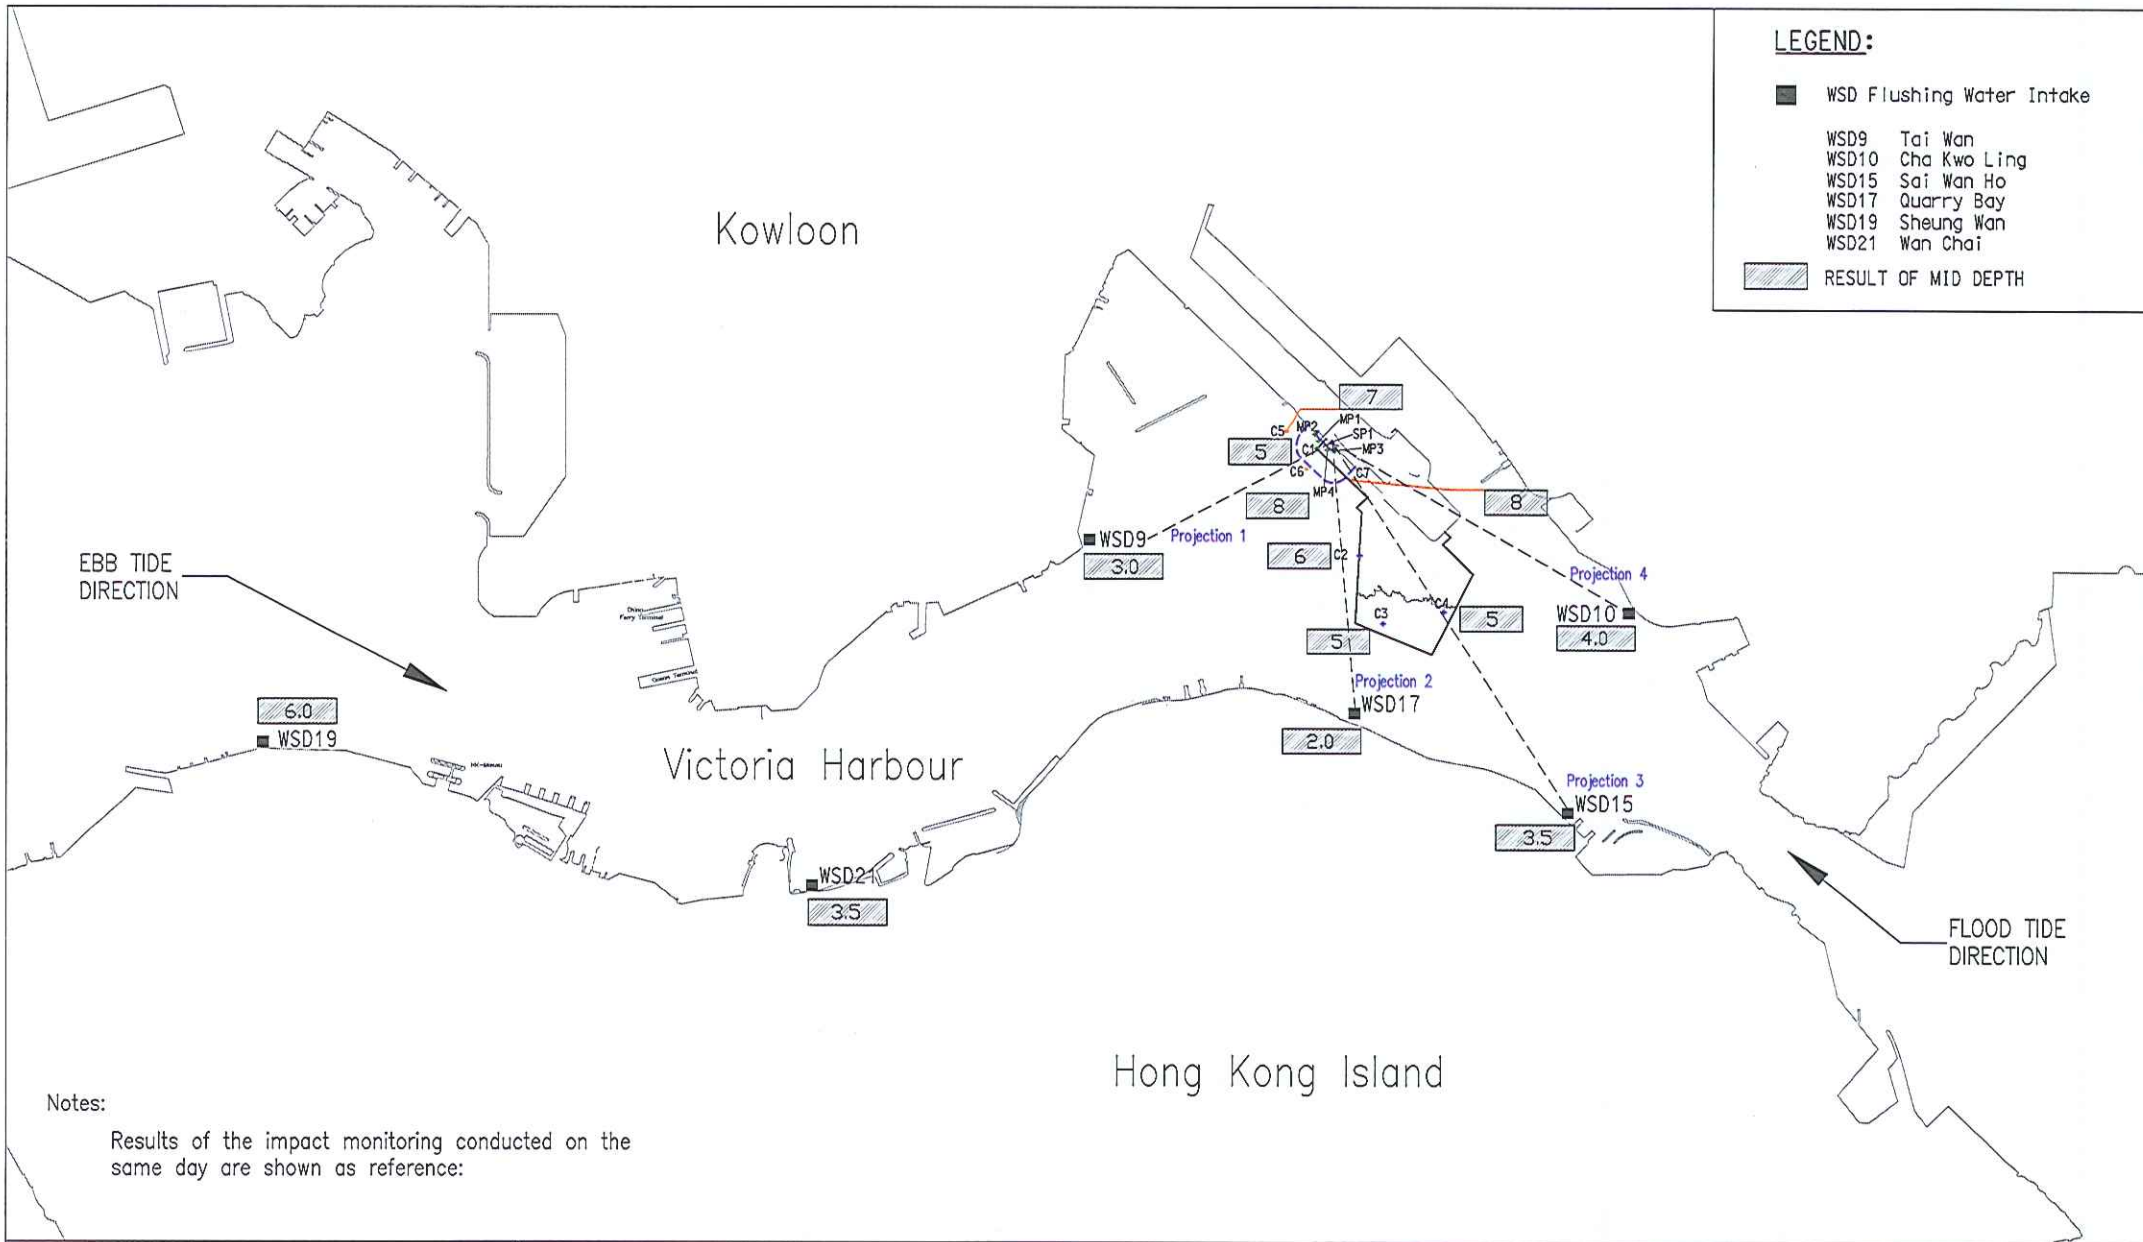 LEGEND:
WSD Flushing Water Intake
WSD9 Tai Wan
WSD10 Cha Kwo Ling
WSD15 Sai Wan Ho
WSD17 Quarry Bay
WSD19 Sheung Wan
WSD21 Wan Chai
RESULT OF MID DEPTH
Kowloon
7
MP1
MP2
C5
SP1
C1
MP3
5
C6
C7
MP4
8
8
WSD9
Projection 1
3.0
6
C2
EBB TIDE
DIRECTION
Projection 4
China
Ferry Terminal
C4
C3
5
WSD10
4.0
5
Ocean Terminal
Projection 2
WSD17
6.0
WSD19
2.0
Victoria Harbour
Projection 3
WSD15
3.5
WSD21
3.5
FLOOD TIDE
DIRECTION
Hong Kong Island
Notes:
Results of the impact monitoring conducted on the
same day are shown as reference: